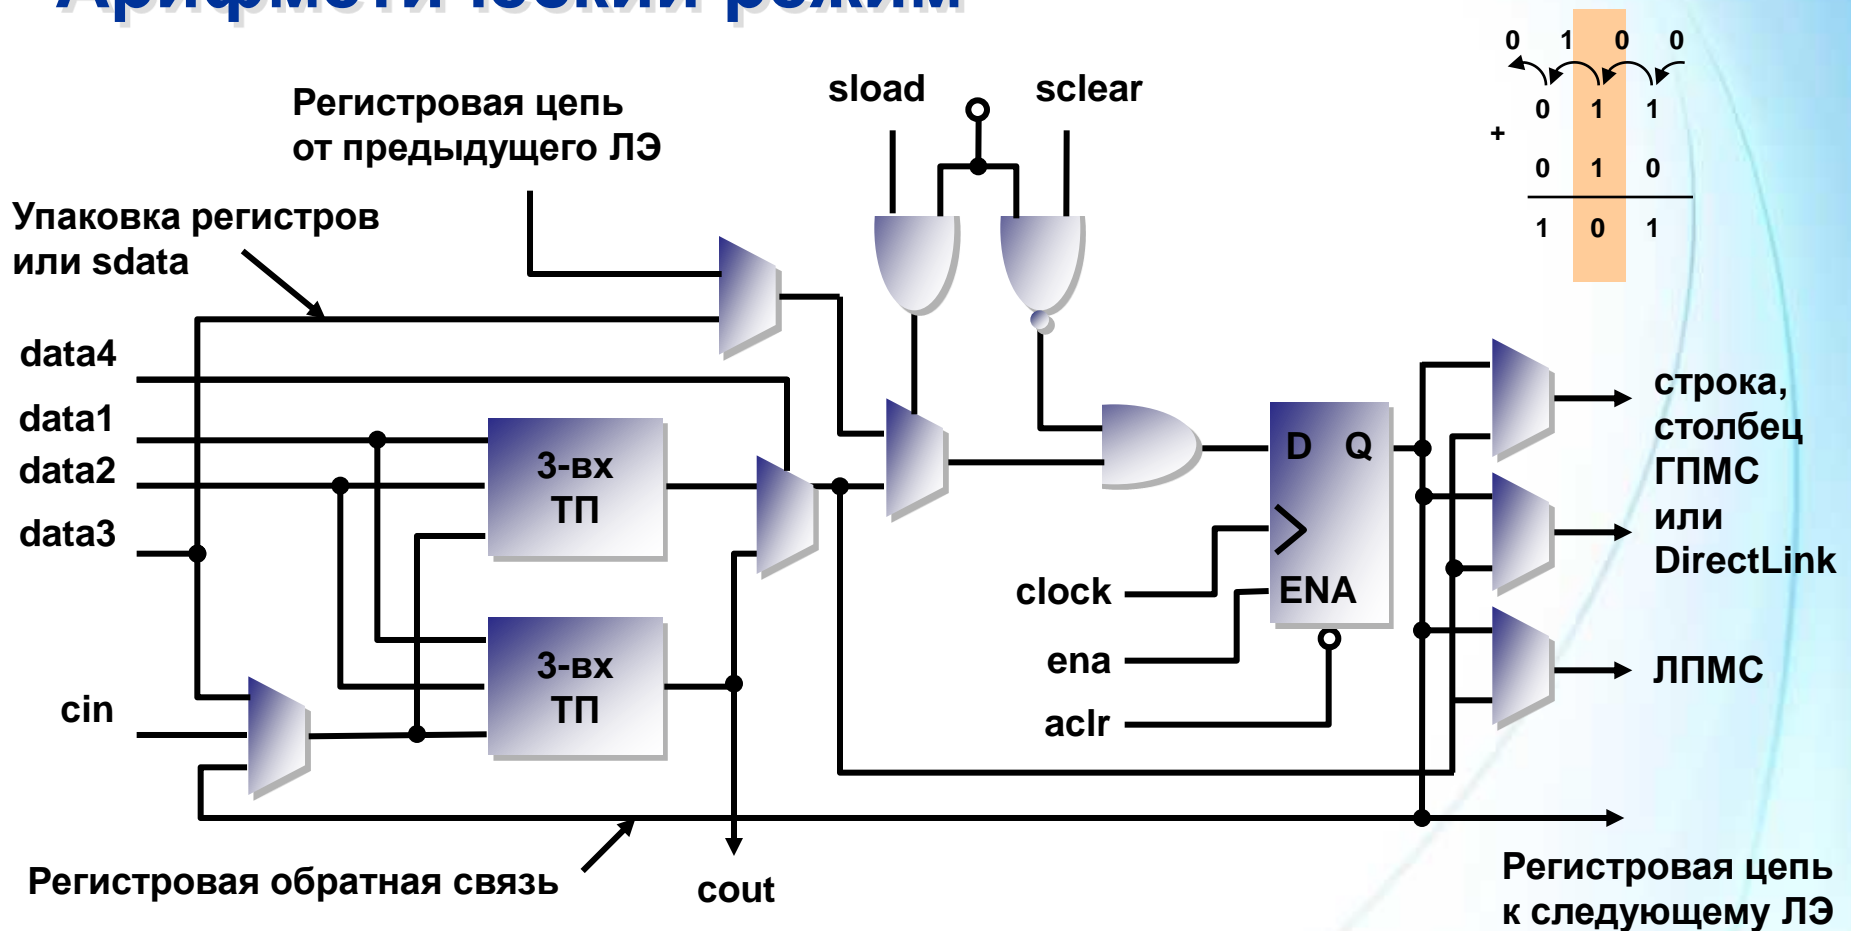 Арифметический режим
Регистровая цепь
от предыдущего ЛЭ
sload
sclear
0 1 0 0
0 1 1
+
0 1 0
1 0 1
Упаковка регистров
или sdata
data4
data1
data2
data3
cin
3-вх
ТП
3-вх
ТП
D Q
ENA
clock
ena
aclr
строка,
столбец
ГПМС
или
DirectLink
ЛПМС
Регистровая обратная связь
cout
Регистровая цепь
к следующему ЛЭ